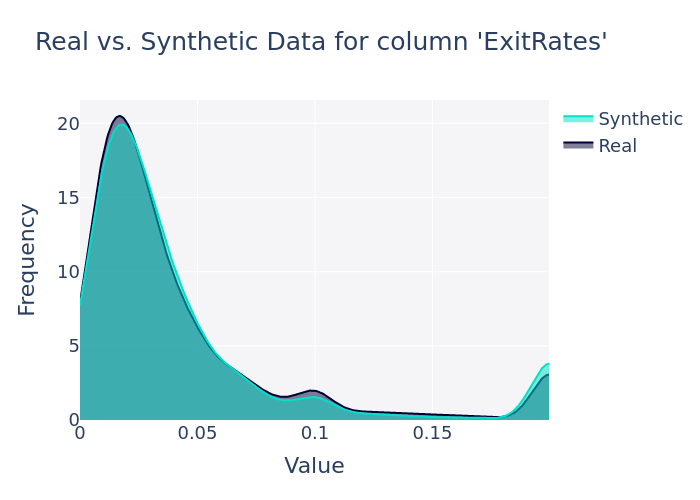 Real vs. Synthetic Data for column 'ExitRates'
Synthetic
Real
Frequency
20
15
10
5
0
0
0.05
0.1
0.15
Value